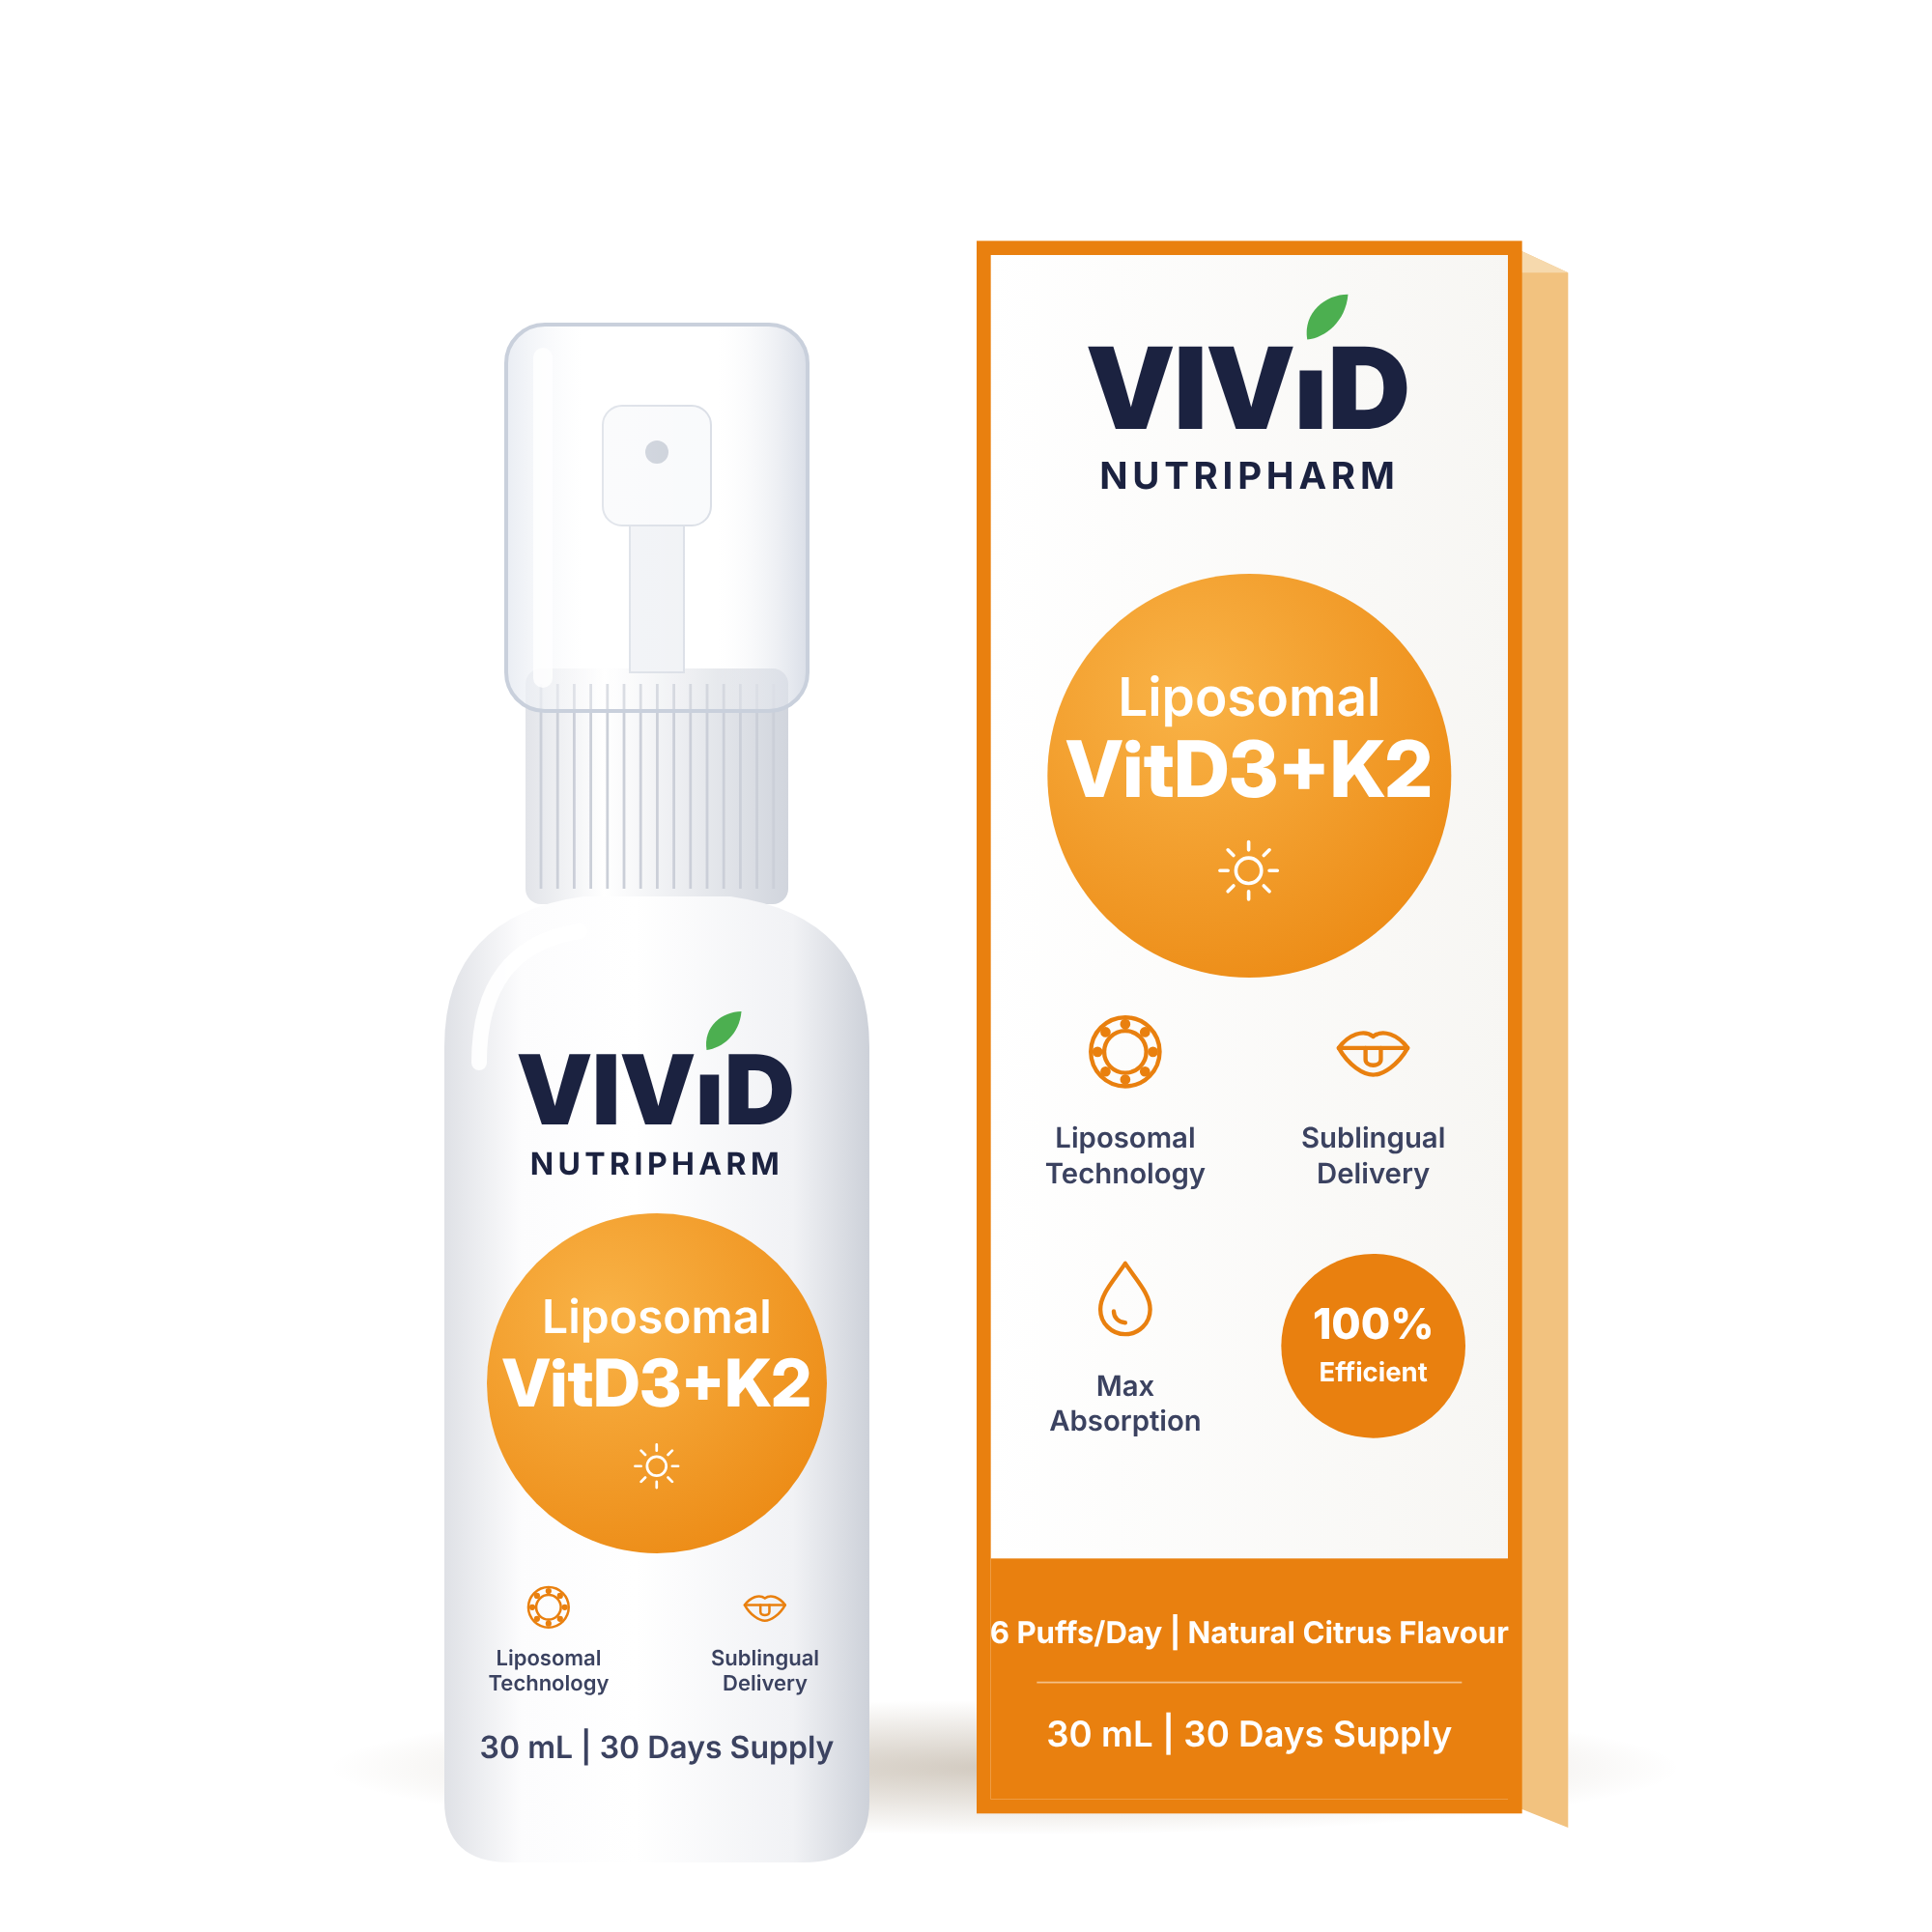 VIViD
NUTRIPHARM
Liposomal
VitD3+K2
Liposomal
Technology
Sublingual
Delivery
30 mL | 30 Days Supply
VIViD
NUTRIPHARM
Liposomal
VitD3+K2
Liposomal
Technology
Sublingual
Delivery
Max
Absorption
100%
Efficient
6 Puffs/Day | Natural Citrus Flavour
30 mL | 30 Days Supply